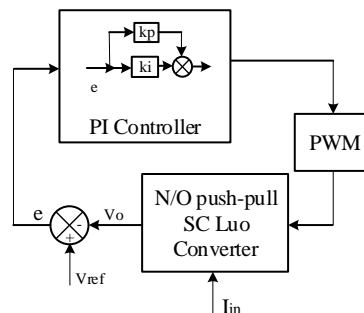 kp
ki
e
PI Controller
PWM
N/O push-pull
SC Luo
Converter
e
Vo
-
+
Vref
Iin